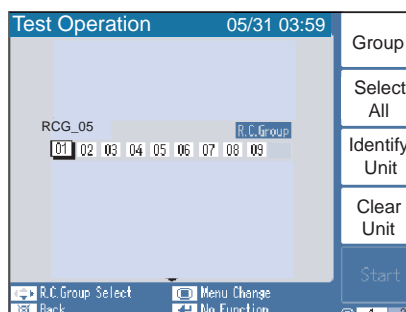 Test Operation 05/31 03:59
Group
Select
All
RCG_05
R.C.Group
01 02 03 04 05 06 07 08 09
Identify
Unit
Clear
Unit
Start
R.C.Group Select Menu Change
Back No Function